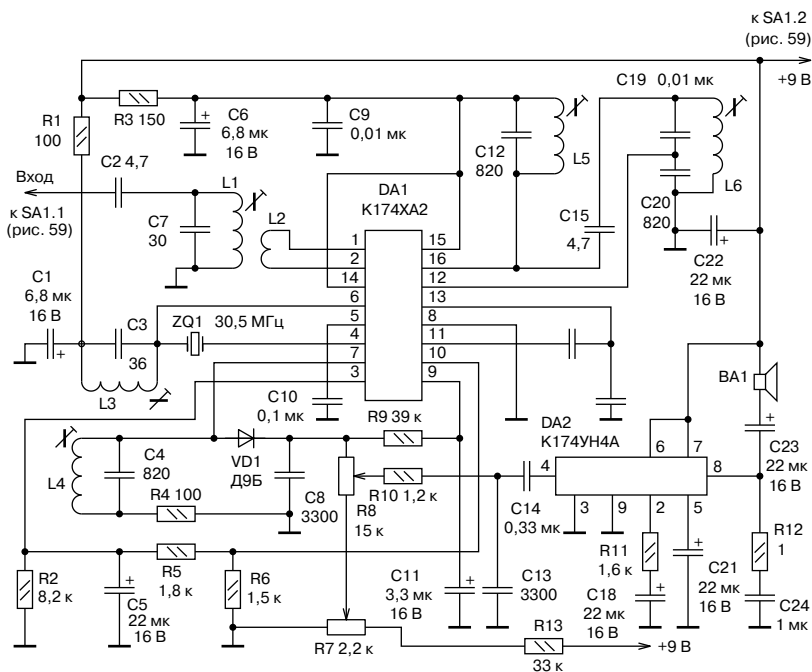 к SA1.2
(рис. 59)
+9 В
C19 0,01 мк
R1
100
R3 150
C6
6,8 мк
16 В
C9
0,01 мк
C12
820
L5
L6
C2 4,7
Вход
к SA1.1
(рис. 59)
L1
C7
30
L2
DA1
К174ХА2
1
2
14
6
5
4
7
3
15
16
12
13
8
11
10
9
C15
4,7
C20
820
C22
22 мк
16 В
C1
6,8 мк
16 В
C3
36
ZQ1
30,5 МГц
L3
C10
0,1 мк
R9 39 к
BA1
DA2
К174УН4А
6
7
4
8
3
9
2
5
C23
22 мк
16 В
L4
C4
820
VD1
Д9Б
C8
3300
R4 100
R10 1,2 к
R8
15 к
C14
0,33 мк
R12
1
R11
1,6 к
C21
22 мк
16 В
C24
1 мк
R2
8,2 к
C5
22 мк
16 В
R5
1,8 к
R6
1,5 к
C11
3,3 мк
16 В
C13
3300
C18
22 мк
16 В
R7 2,2 к
R13
33 к
+9 В